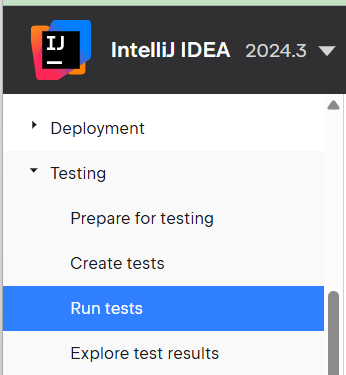 IJ
IntelliJ IDEA 2024.3
Deployment
Testing
Prepare for testing
Create tests
Run tests
Explore test results